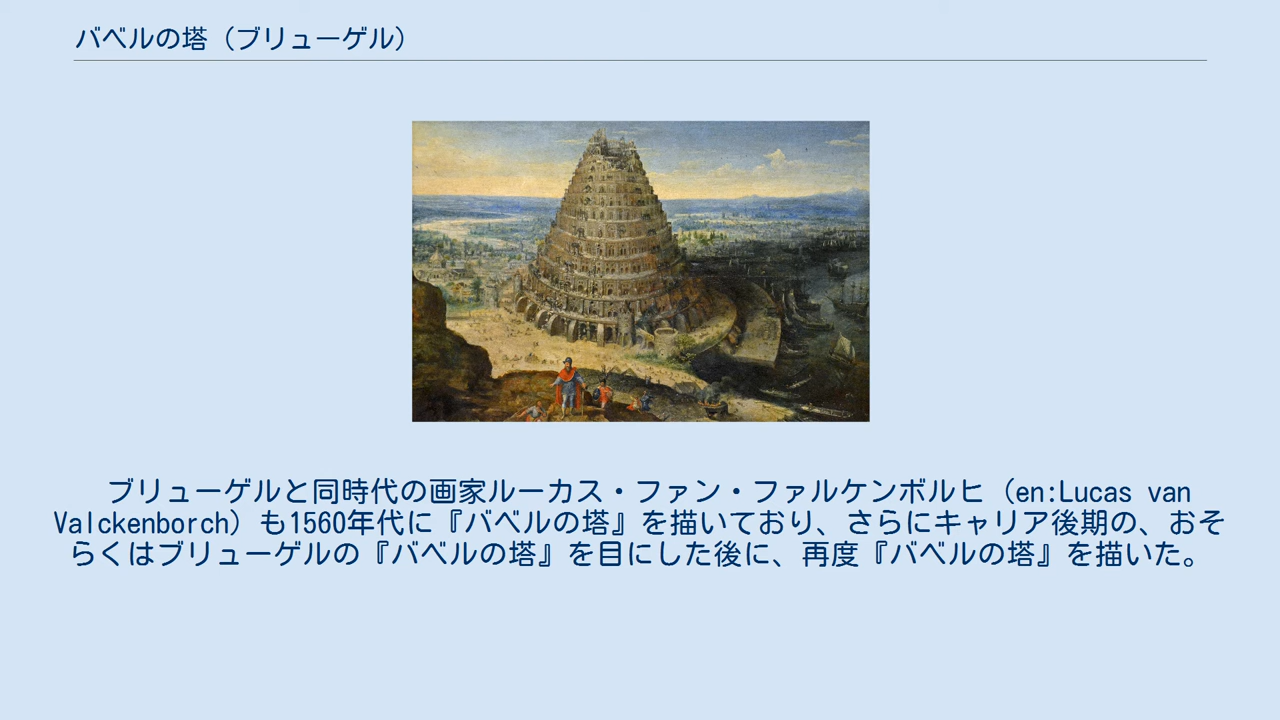 バベルの塔（ブリューゲル）
ブリューゲルと同時代の画家ルーカス・ファン・ファルケンボルヒ（en:Lucas van
Valckenborch）も1560年代に『バベルの塔』を描いており、さらにキャリア後期の、おそ
らくはブリューゲルの『バベルの塔』を目にした後に、再度『バベルの塔』を描いた。